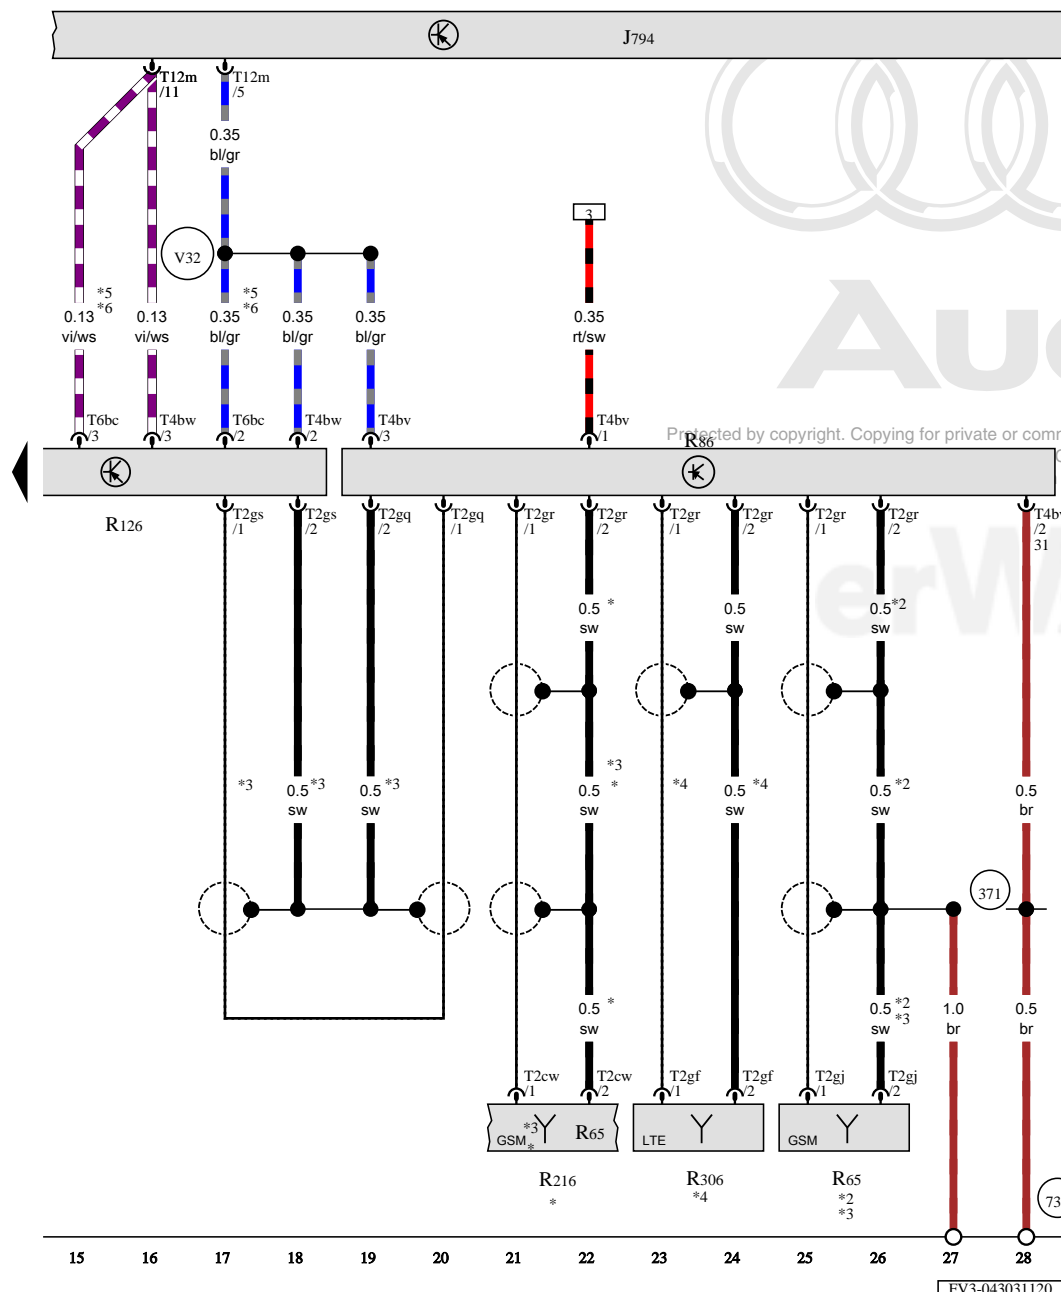 J794
T12m
/11
T12m
/5
0.35
bl/gr
3
V32
*5
*6
*5
*6
0.13
vi/ws
0.13
vi/ws
0.35
bl/gr
0.35
bl/gr
0.35
bl/gr
0.35
rt/sw
Au
T6bc
/3
T4bw
/3
T6bc
/2
T4bw
/2
T4bv
/3
T4bv
/1
Protected by copyright. Copying for private or comm
R86
R126
T2gs
/1
T2gs
/2
T2gq
/2
T2gq
/1
T2gr
/1
T2gr
/2
T2gr
/1
T2gr
/2
T2gr
/1
T2gr
/2
T4bv
/2
31
erW
0.5 *
sw
0.5
sw
0.5 *2
sw
*3
0.5 *3
sw
0.5 *3
sw
*3
0.5 *
sw
*4
0.5 *4
sw
0.5 *2
sw
0.5
br
371
0.5 *
sw
0.5 *2
sw *3
1.0
br
0.5
br
T2cw
/1
T2cw
/2
T2gf
/1
T2gf
/2
T2gj
/1
T2gj
/2
GSM *3
*
R65
LTE
GSM
R216
*
R306
*4
R65
*2
*3
73
15 16 17 18 19 20 21 22 23 24 25 26 27 28
FV3-043031120